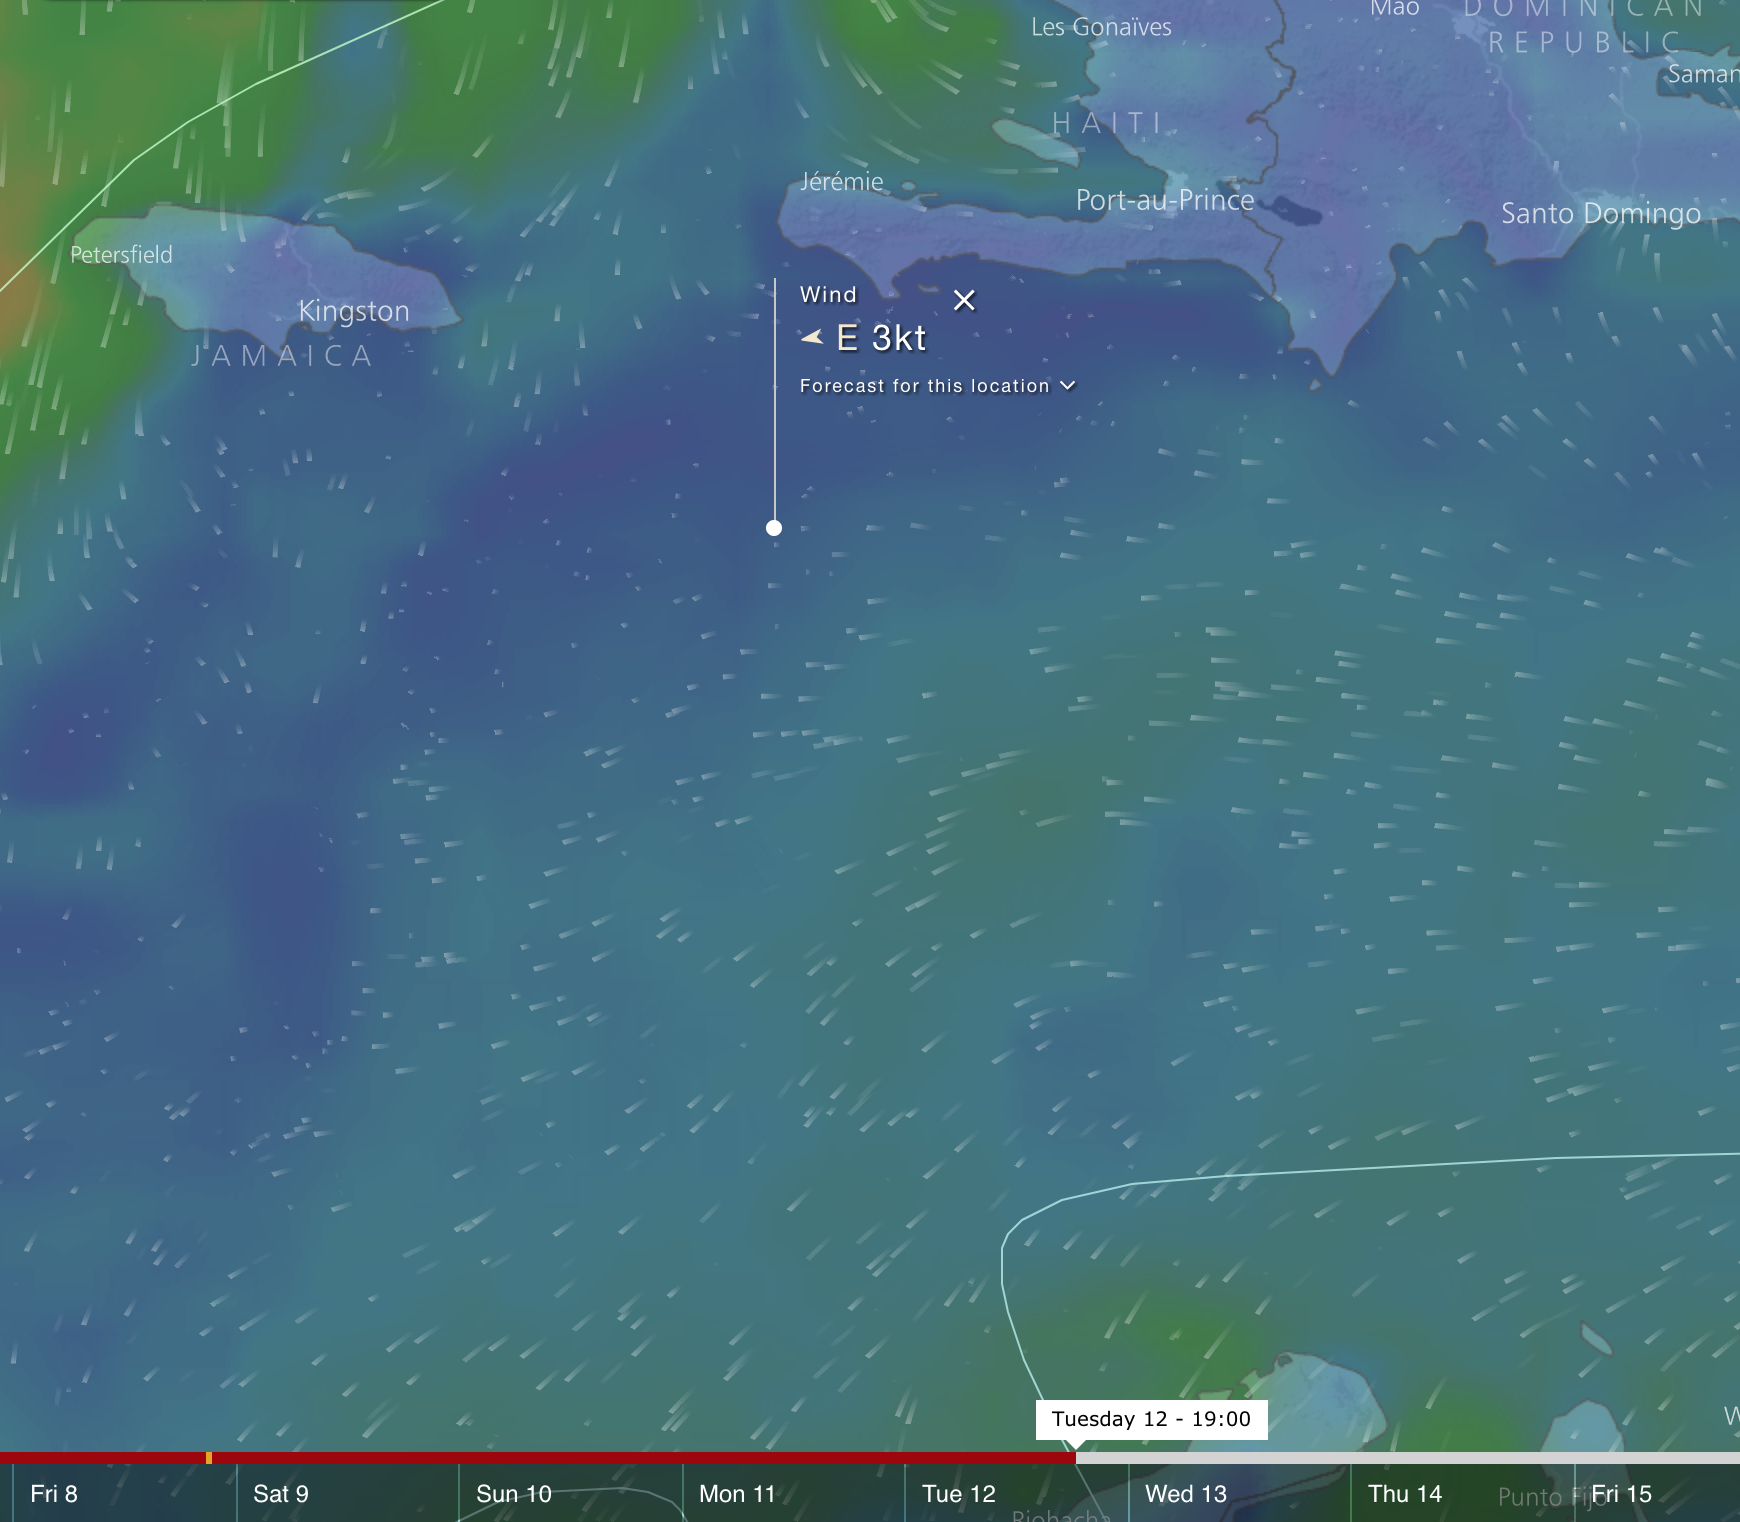 Les Gonaïves
Mao
DOMINICAN
REPUBLIC
HAITI
Jérémie
Port-au-Prince
Santo Domingo
Petersfield
Kingston
JAMAICA
Wind
E 3kt
Forecast for this location
Tuesday 12 - 19:00
Fri 8
Sat 9
Sun 10
Mon 11
Tue 12
Wed 13
Thu 14
Fri 15
Punto Fijo
Riohacha